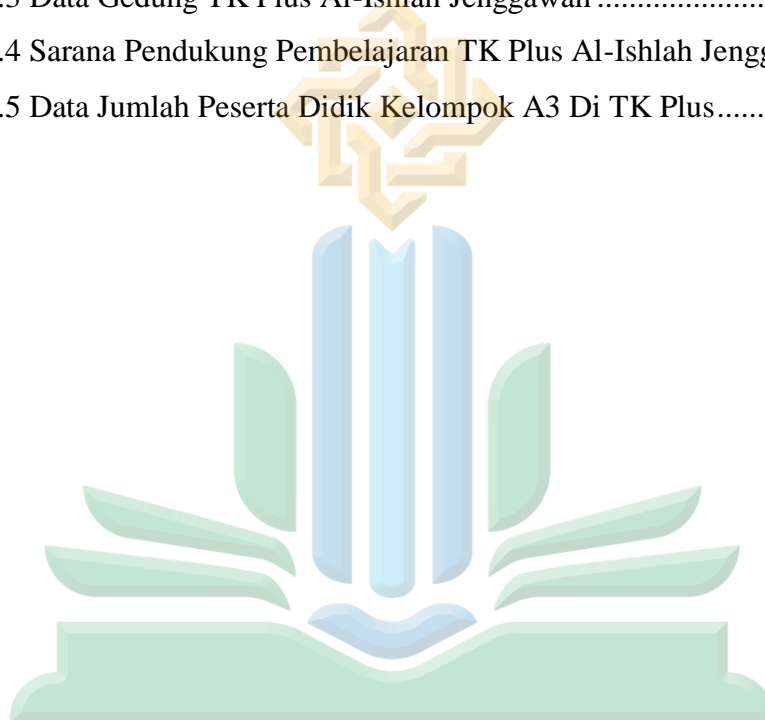 .3 Data Gedung TK Plus Al-Ishlah Jenggawah......................
.4 Sarana Pendukung Pembelajaran TK Plus Al-Ishlah Jengg
.5 Data Jumlah Peserta Didik Kelompok A3 Di TK Plus......